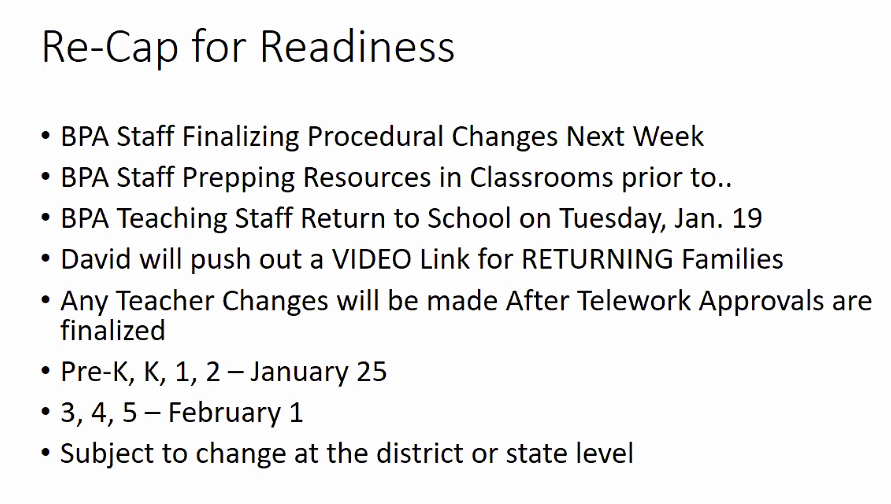 Re-Cap for Readiness
• BPA Staff Finalizing Procedural Changes Next Week
• BPA Staff Prepping Resources in Classrooms prior to..
• BPA Teaching Staff Return to School on Tuesday, Jan. 19
• David will push out a VIDEO Link for RETURNING Families
• Any Teacher Changes will be made After Telework Approvals are
finalized
• Pre-K, K, 1, 2 – January 25
• 3, 4, 5 – February 1
• Subject to change at the district or state level